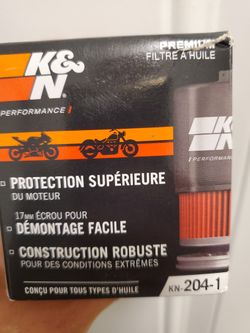 K&N
PREMIUM
FILTRE À HUILE
PERFORMANCE
K&N
PERFORMANCE
PROTECTION SUPÉRIEURE
DU MOTEUR
17MM ÉCROU POUR
DÉMONTAGE FACILE
CONSTRUCTION ROBUSTE
POUR DES CONDITIONS EXTRÊMES
CONÇU POUR TOUS TYPES D'HUILE
KN-204-1